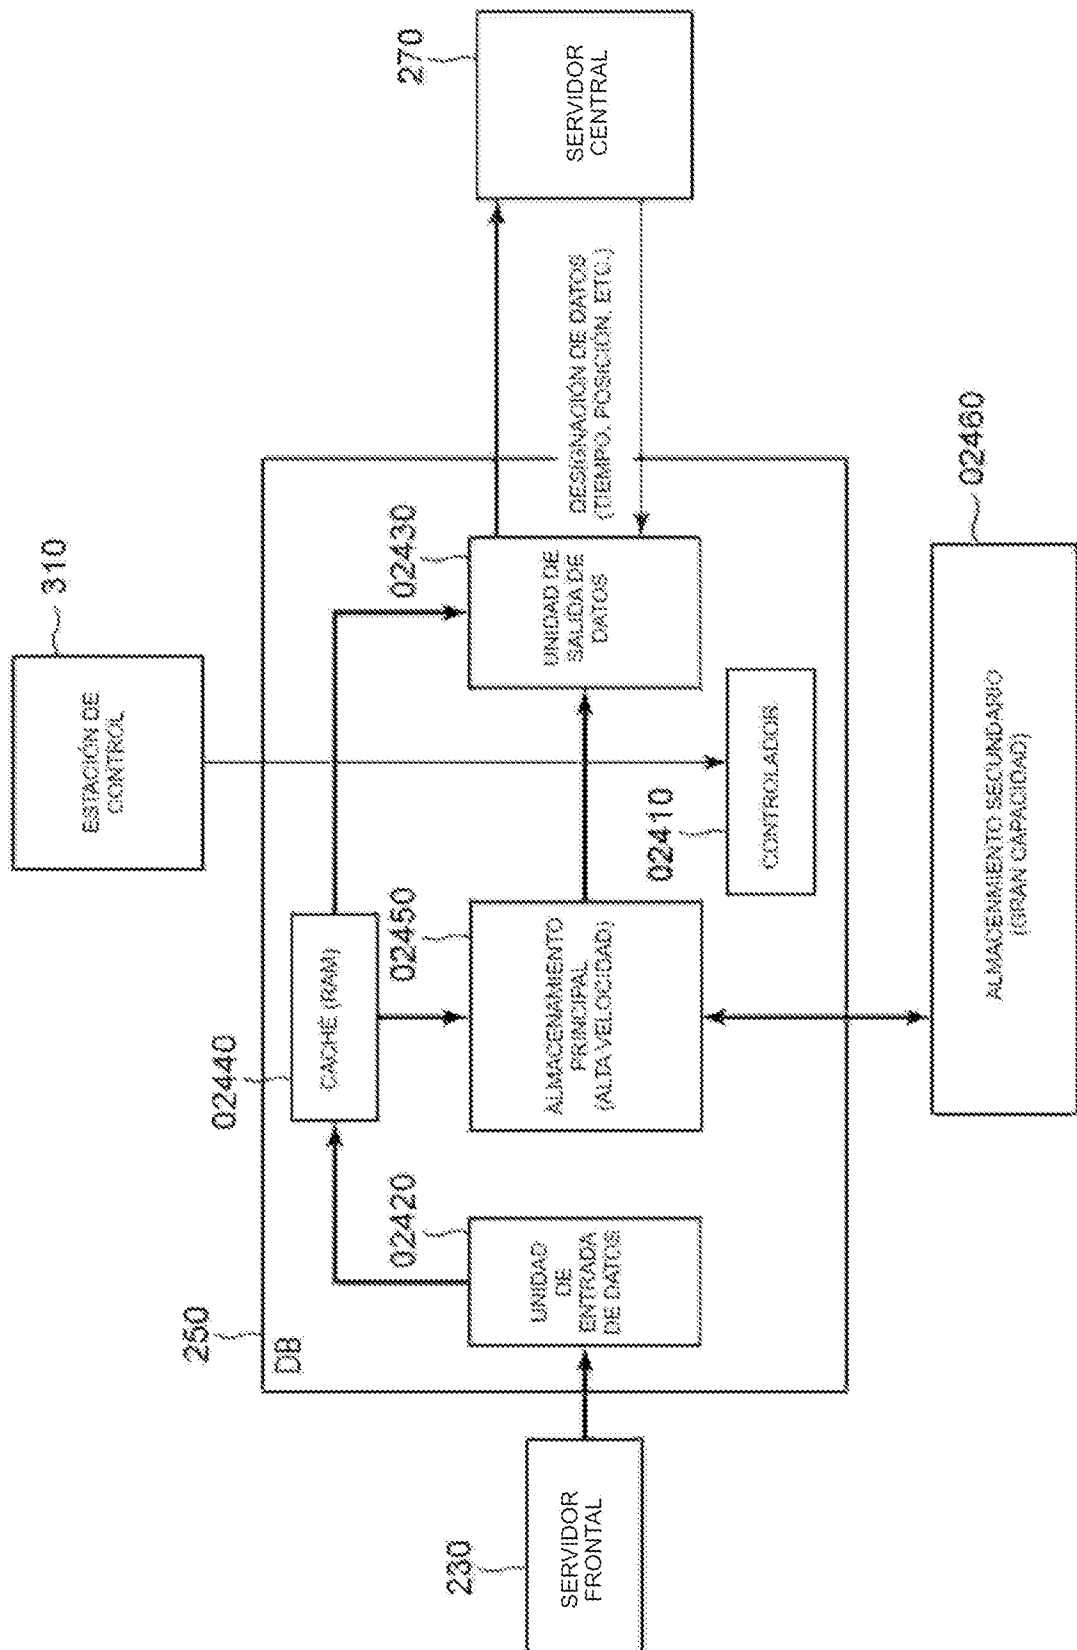 310
ESTACIÓN DE
CONTROL
250
DB
230
SERVIDOR
FRONTAL
02420
UNIDAD
DE
ENTRADA
DE DATOS
02440
CACHÉ (RAM)
02450
ALMACENAMIENTO
PRINCIPAL
(ALTA VELOCIDAD)
02430
UNIDAD DE
SALIDA DE
DATOS
02410
CONTROLADOR
DESIGNACIÓN DE DATOS
(TIEMPO, POSICIÓN, ETC.)
270
SERVIDOR
CENTRAL
02460
ALMACENMIENTO SECUNDARIO
(GRAN CAPACIDAD)